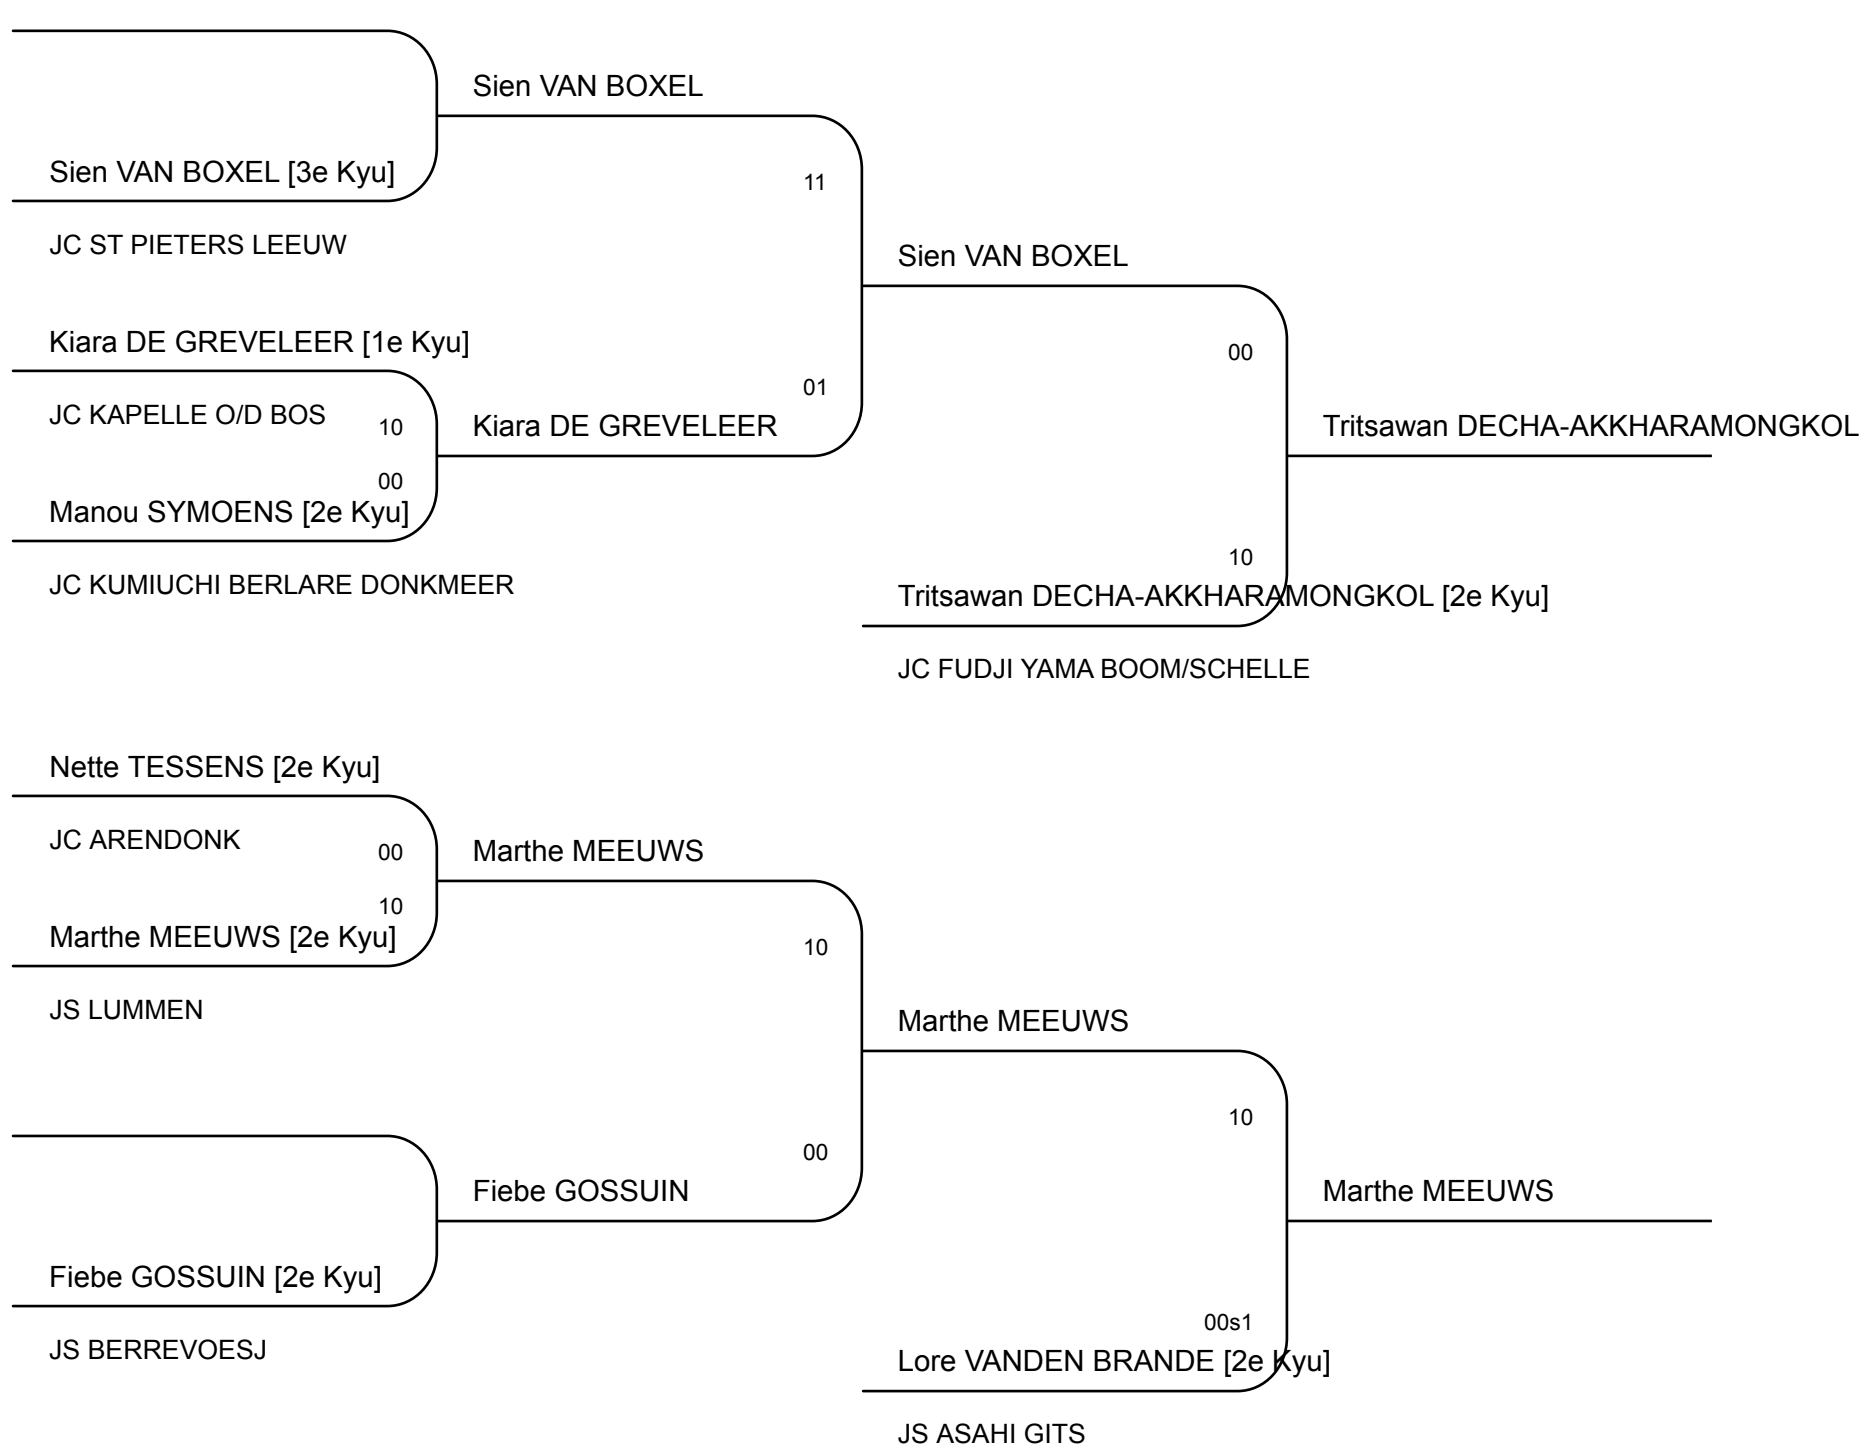 Sien VAN BOXEL
Sien VAN BOXEL [3e Kyu]
11
JC ST PIETERS LEEUW
Sien VAN BOXEL
Kiara DE GREVELEER [1e Kyu]
00
01
JC KAPELLE O/D BOS
10
Kiara DE GREVELEER
Tritsawan DECHA-AKKHARAMONGKOL
00
Manou SYMOENS [2e Kyu]
10
JC KUMIUCHI BERLARE DONKMEER
Tritsawan DECHA-AKKHARAMONGKOL [2e Kyu]
JC FUDJI YAMA BOOM/SCHELLE
Nette TESSENS [2e Kyu]
JC ARENDONK
00
Marthe MEEUWS
10
Marthe MEEUWS [2e Kyu]
10
JS LUMMEN
Marthe MEEUWS
10
00
Fiebe GOSSUIN
Marthe MEEUWS
Fiebe GOSSUIN [2e Kyu]
00s1
JS BERREVOESJ
Lore VANDEN BRANDE [2e Kyu]
JS ASAHI GITS